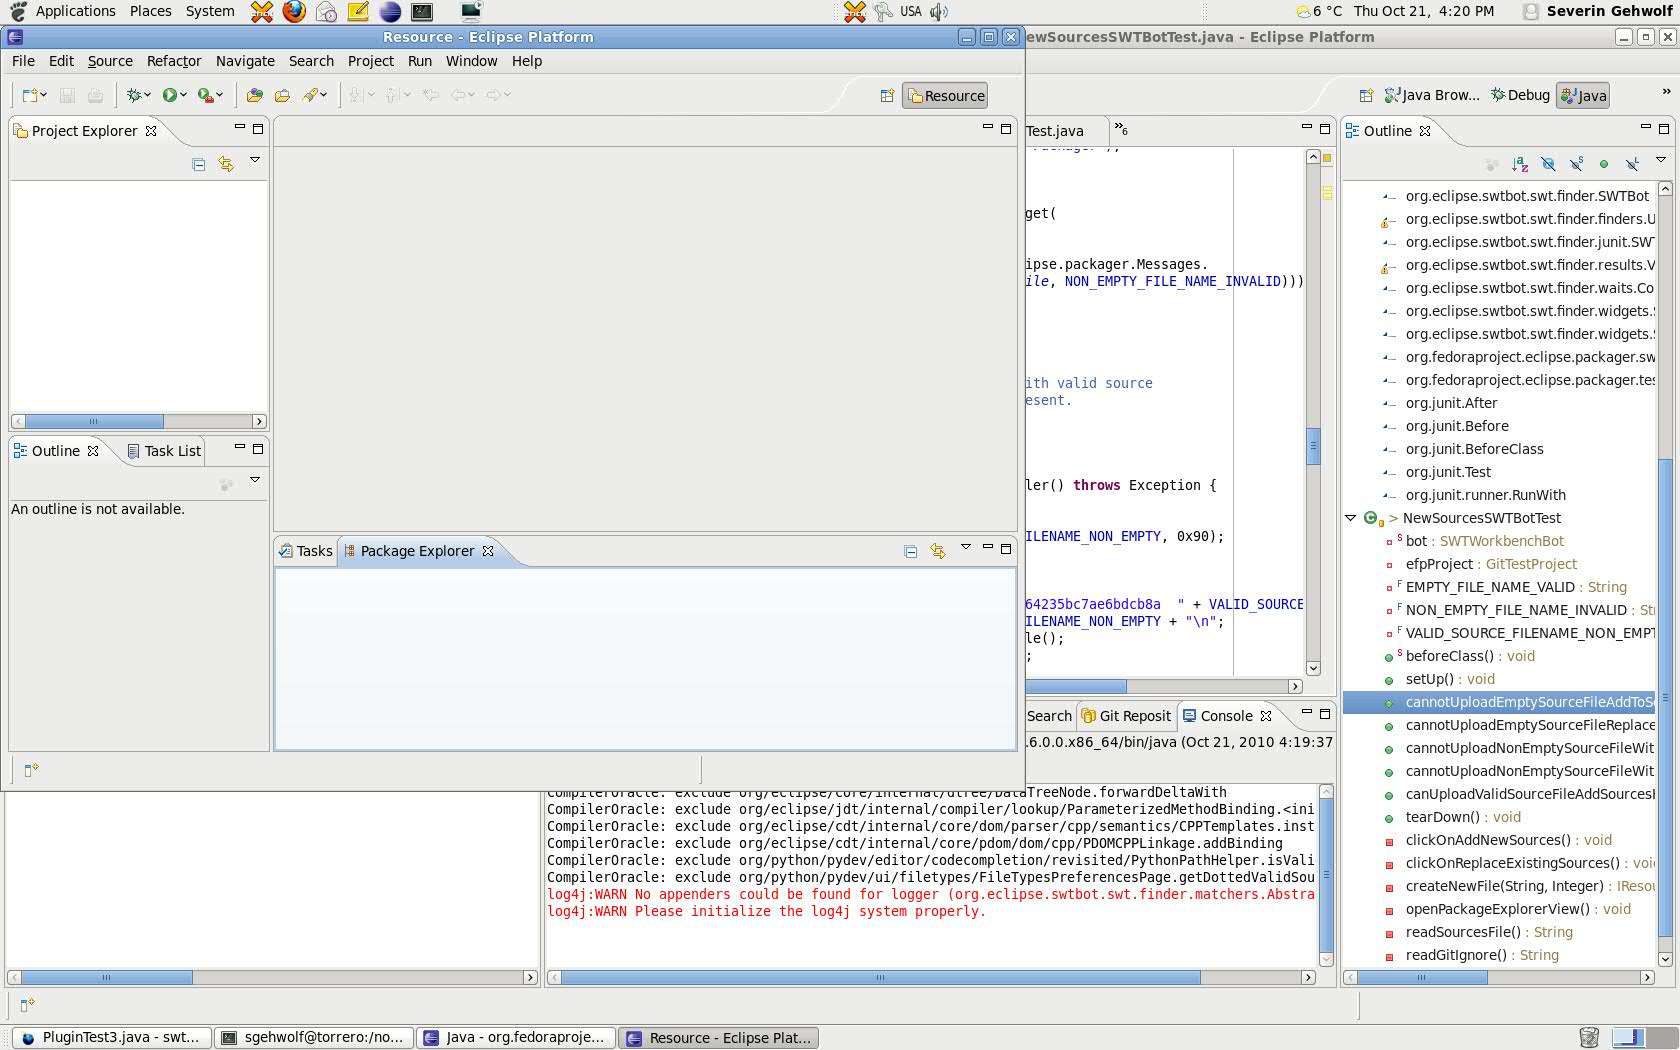 Applications Places System
USA
6 °C Thu Oct 21, 4:20 PM Severin Gehwolf
Resource - Eclipse Platform
ewSourcesSWTBotTest.java - Eclipse Platform
File Edit Source Refactor Navigate Search Project Run Window Help
Resource
Java Brow... Debug Java
Project Explorer
Test.java
6
Outline
get(
ipse.packager.Messages.
ile, NON_EMPTY_FILE_NAME_INVALID)))
ith valid source
esent.
ler() throws Exception {
ILENAME_NON_EMPTY, 0x90);
64235bc7ae6bdcb8a " + VALID_SOURCE
ILENAME_NON_EMPTY + "\n";
le();
;
org.eclipse.swtbot.swt.finder.SWTBot
org.eclipse.swtbot.swt.finder.finders.U
org.eclipse.swtbot.swt.finder.junit.SWT
org.eclipse.swtbot.swt.finder.results.V
org.eclipse.swtbot.swt.finder.waits.Co
org.eclipse.swtbot.swt.finder.widgets.
org.eclipse.swtbot.swt.finder.widgets.
org.fedoraproject.eclipse.packager.sw
org.fedoraproject.eclipse.packager.tes
org.junit.After
org.junit.Before
org.junit.BeforeClass
org.junit.Test
org.junit.runner.RunWith
> NewSourcesSWTBotTest
S bot : SWTWorkbenchBot
efpProject : GitTestProject
F EMPTY_FILE_NAME_VALID : String
F NON_EMPTY_FILE_NAME_INVALID : Str
F VALID_SOURCE_FILENAME_NON_EMPT
S beforeClass() : void
setUp() : void
cannotUploadEmptySourceFileAddToS
cannotUploadEmptySourceFileReplace
cannotUploadNonEmptySourceFileWit
cannotUploadNonEmptySourceFileWit
canUploadValidSourceFileAddSources
tearDown() : void
clickOnAddNewSources() : void
clickOnReplaceExistingSources() : voi
createNewFile(String, Integer) : IResou
openPackageExplorerView() : void
readSourcesFile() : String
readGitIgnore() : String
Outline Task List
An outline is not available.
Tasks Package Explorer
Search Git Reposit Console
.6.0.0.x86_64/bin/java (Oct 21, 2010 4:19:37
CompilerOracle: exclude org/eclipse/core/internal/dtree/DataTreeNode.forwardDeltaWith
CompilerOracle: exclude org/eclipse/jdt/internal/compiler/lookup/ParameterizedMethodBinding.<ini
CompilerOracle: exclude org/eclipse/cdt/internal/core/dom/parser/cpp/semantics/CPPTemplates.inst
CompilerOracle: exclude org/eclipse/cdt/internal/core/pdom/dom/cpp/PDOMCPPLinkage.addBinding
CompilerOracle: exclude org/python/pydev/editor/codecompletion/revisited/PythonPathHelper.isVali
CompilerOracle: exclude org/python/pydev/ui/filetypes/FileTypesPreferencesPage.getDottedValidSou
log4j:WARN No appenders could be found for logger (org.eclipse.swtbot.swt.finder.matchers.Abstra
log4j:WARN Please initialize the log4j system properly.
PluginTest3.java - swt... sgehwolf@torrero:/no... Java - org.fedoraproje... Resource - Eclipse Plat...